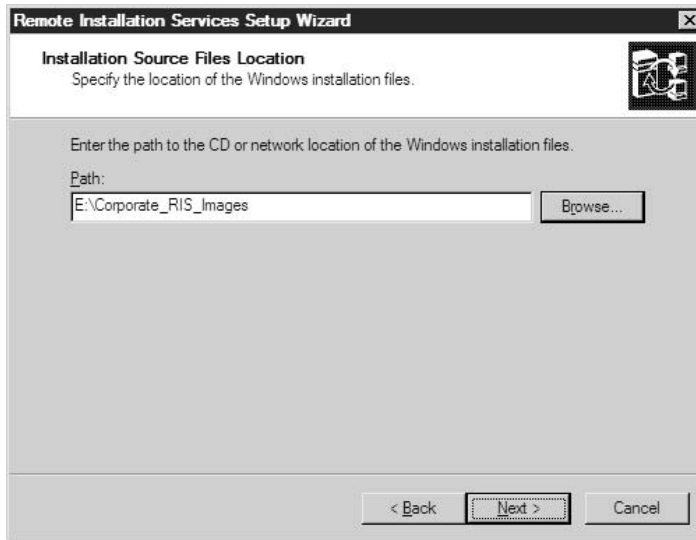 Remote Installation Services Setup Wizard
Installation Source Files Location
Specify the location of the Windows installation files.
Enter the path to the CD or network location of the Windows installation files.
Path:
E:\Corporate_RIS_Images
Browse...
< Back
Next >
Cancel